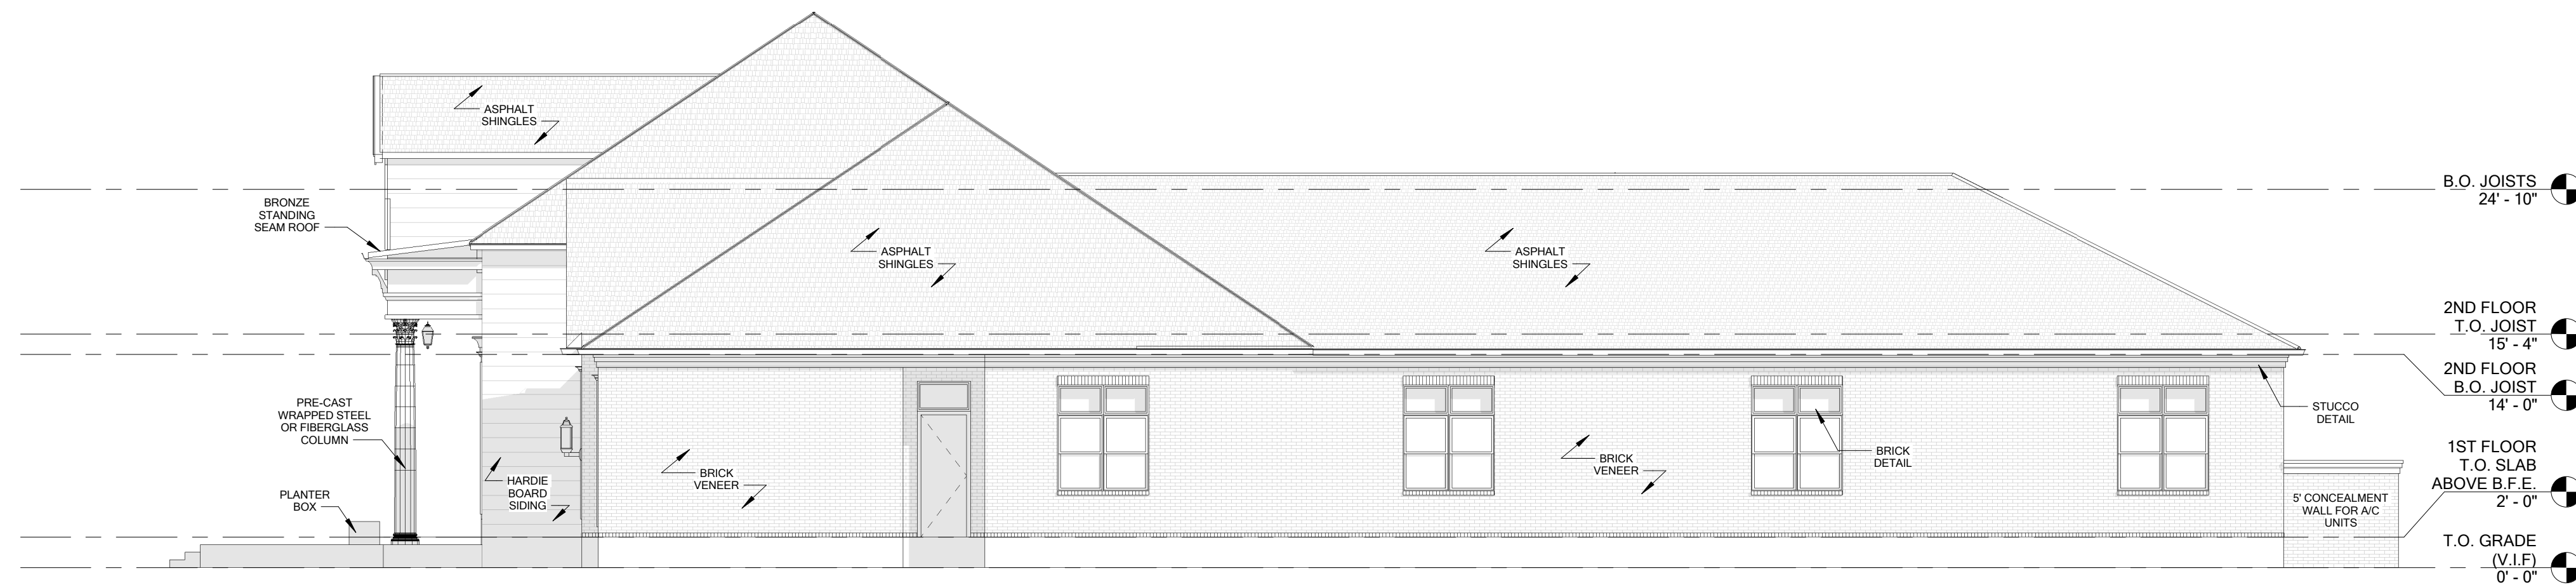 ASPHALT
SHINGLES
BRONZE
STANDING
SEAM ROOF
ASPHALT
SHINGLES
ASPHALT
SHINGLES
B.O. JOISTS
24' - 10"
2ND FLOOR
T.O. JOIST
15' - 4"
2ND FLOOR
B.O. JOIST
14' - 0"
PRE-CAST
WRAPPED STEEL
OR FIBERGLASS
COLUMN
STUCCO
DETAIL
HARDIE
BOARD
SIDING
BRICK
VENEER
BRICK
VENEER
BRICK
DETAIL
1ST FLOOR
T.O. SLAB
ABOVE B.F.E.
2' - 0"
PLANTER
BOX
5' CONCEALMENT
WALL FOR A/C
UNITS
T.O. GRADE
(V.I.F)
0' - 0"